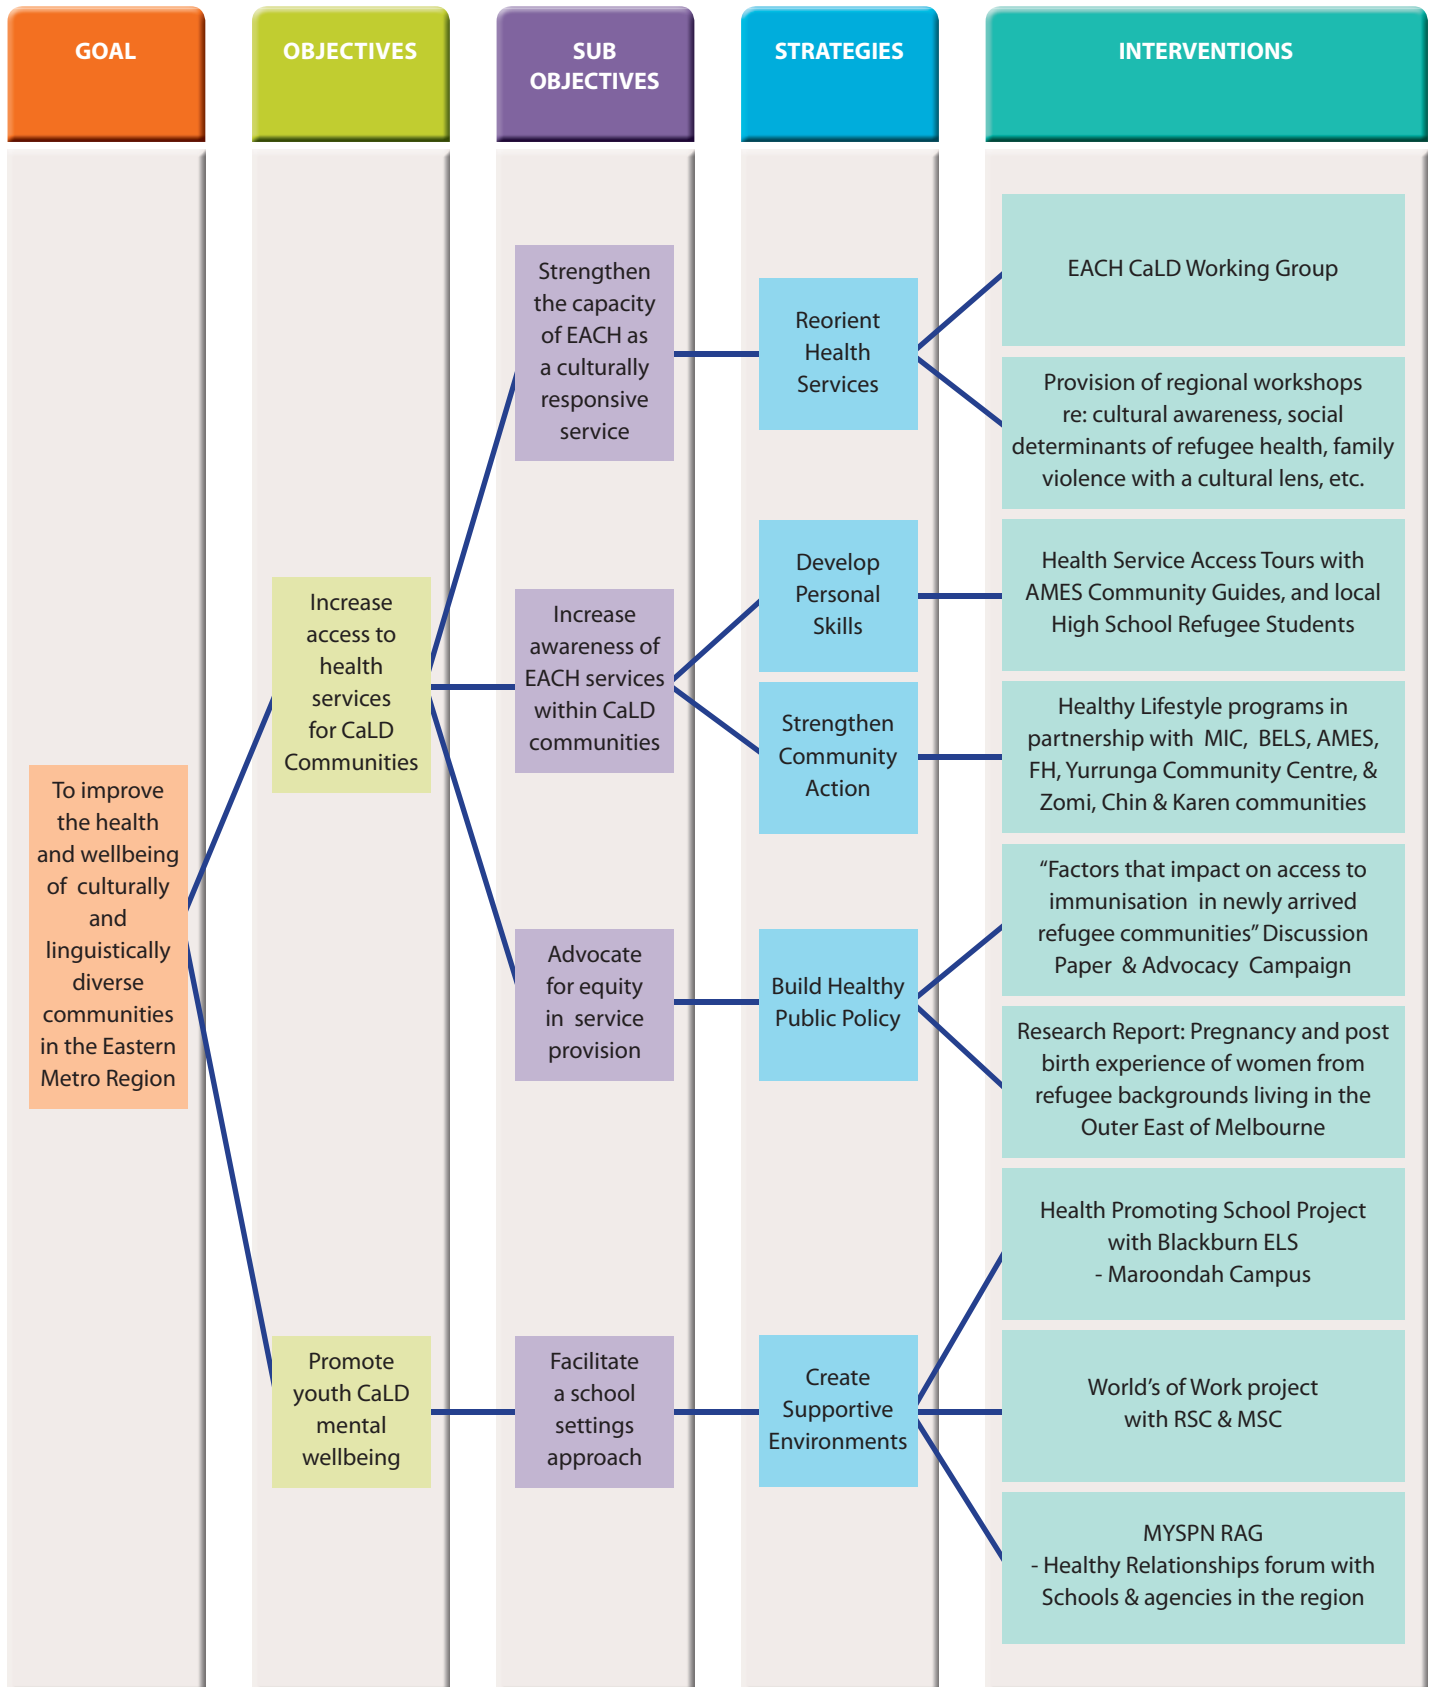 GOAL
OBJECTIVES
SUB
OBJECTIVES
STRATEGIES
INTERVENTIONS
To improve
the health
and wellbeing
of culturally
and
linguistically
diverse
communities
in the Eastern
Metro Region
Increase
access to
health
services
for CaLD
Communities
Promote
youth CaLD
mental
wellbeing
Strengthen
the capacity
of EACH as
a culturally
responsive
service
Increase
awareness of
EACH services
within CaLD
communities
Advocate
for equity
in service
provision
Facilitate
a school
settings
approach
Reorient
Health
Services
Develop
Personal
Skills
Strengthen
Community
Action
Build Healthy
Public Policy
Create
Supportive
Environments
EACH CaLD Working Group
Provision of regional workshops
re: cultural awareness, social
determinants of refugee health, family
violence with a cultural lens, etc.
Health Service Access Tours with
AMES Community Guides, and local
High School Refugee Students
Healthy Lifestyle programs in
partnership with MIC, BELS, AMES,
FH, Yurrunga Community Centre, &
Zomi, Chin & Karen communities
“Factors that impact on access to
immunisation in newly arrived
refugee communities” Discussion
Paper & Advocacy Campaign
Research Report: Pregnancy and post
birth experience of women from
refugee backgrounds living in the
Outer East of Melbourne
Health Promoting School Project
with Blackburn ELS
- Maroondah Campus
World’s of Work project
with RSC & MSC
MYSPN RAG
- Healthy Relationships forum with
Schools & agencies in the region